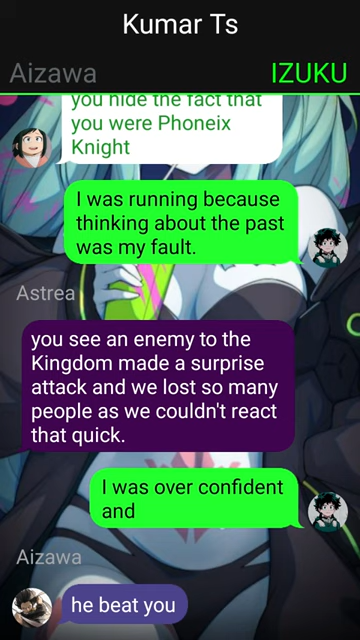 Kumar Ts
Aizawa
IZUKU
you hide the fact that
you were Phoneix
Knight
I was running because
thinking about the past
was my fault.
Astrea
you see an enemy to the
Kingdom made a surprise
attack and we lost so many
people as we couldn't react
that quick.
I was over confident
and
Aizawa
he beat you